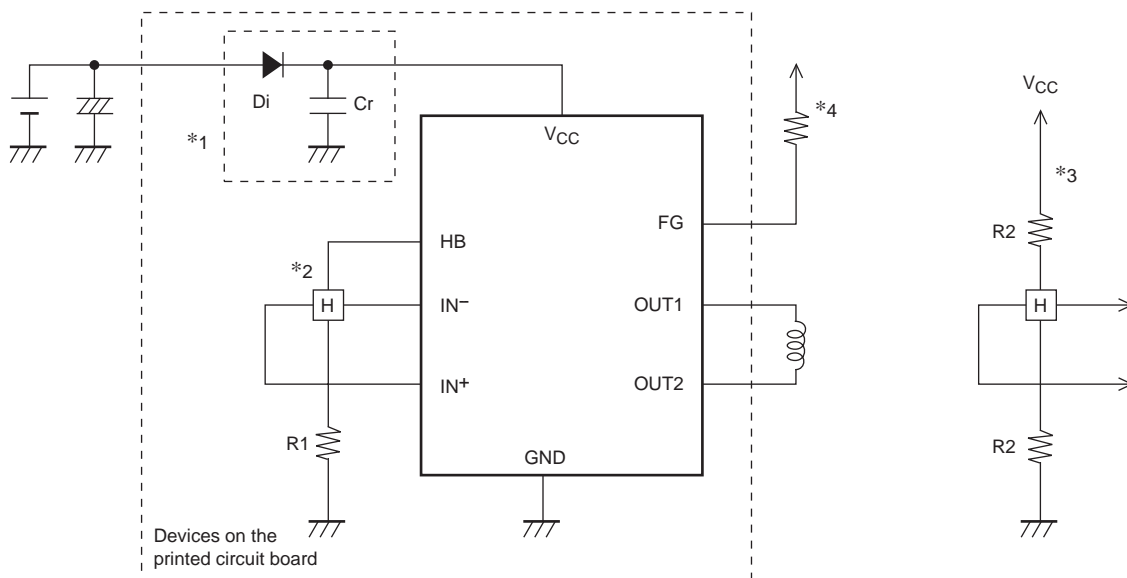 Di
Cr
*1
VCC
*4
VCC
*3
FG
HB
R2
*2
H
IN−
OUT1
H
IN+
OUT2
R1
R2
GND
Devices on the
printed circuit board